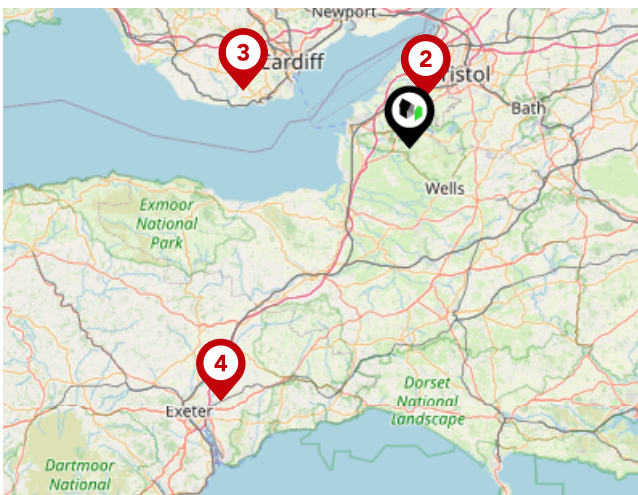 Newport
3
Cardiff
2
Bristol
Bath
Wells
Exmoor
National
Park
4
Exeter
Dorset
National
Landscape
Dartmoor
National